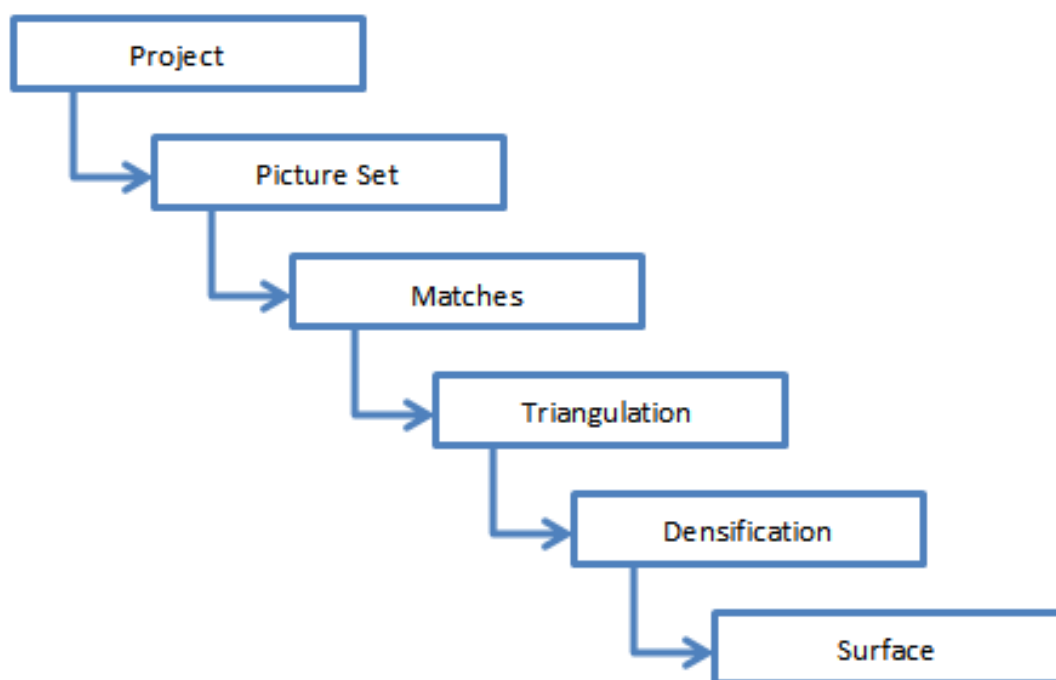 Project
Picture Set
Matches
Triangulation
Densification
Surface